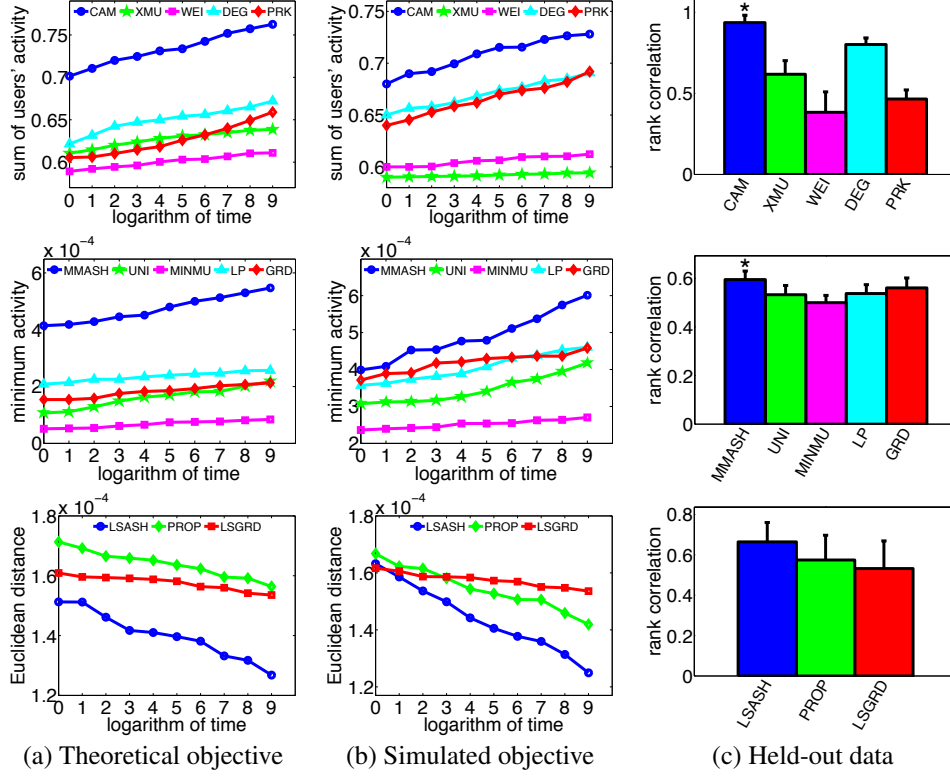 CAM XMU WEI DEG PRK
sum of users' activity
0.75
0.7
0.65
0.6
0 1 2 3 4 5 6 7 8 9
logarithm of time
CAM XMU WEI DEG PRK
sum of users' activity
0.75
0.7
0.65
0.6
0 1 2 3 4 5 6 7 8 9
logarithm of time
rank correlation
1
0.5
0
*
CAM XMU WEI DEG PRK
x 10⁻⁴
MMASH UNI MINMU LP GRD
minimum activity
6
4
2
0
0 1 2 3 4 5 6 7 8 9
logarithm of time
x 10⁻⁴
MMASH UNI MINMU LP GRD
minimum activity
6
5
4
3
2
0 1 2 3 4 5 6 7 8 9
logarithm of time
rank correlation
0.6
0.4
0.2
0
*
MMASH UNI MINMU LP GRD
x 10⁻⁴
LSASH PROP LSGRD
Euclidean distance
1.8
1.6
1.4
1.2
0 1 2 3 4 5 6 7 8 9
logarithm of time
x 10⁻⁴
LSASH PROP LSGRD
Euclidean distance
1.8
1.6
1.4
1.2
0 1 2 3 4 5 6 7 8 9
logarithm of time
rank correlation
0.8
0.6
0.4
0.2
0
LSASH PROP LSGRD
(a) Theoretical objective (b) Simulated objective (c) Held-out data